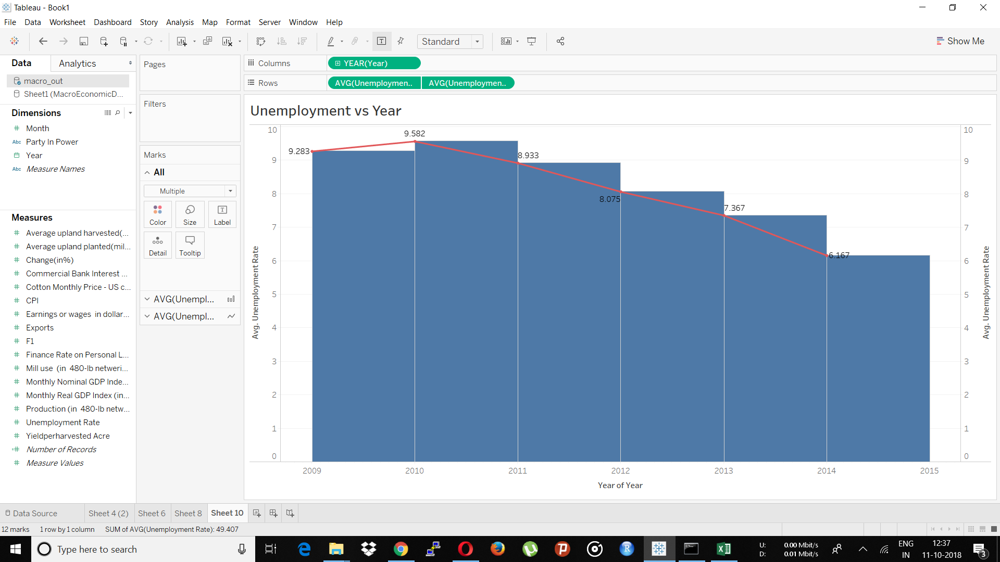 Tableau - Book1
File Data Worksheet Dashboard Story Analysis Map Format Server Window Help
Standard
Show Me
Data Analytics
macro_out
Sheet1 (MacroEconomicD...
Dimensions
Month
Abc Party In Power
Year
Abc Measure Names
Measures
Average upland harvested(...
Average upland planted(mil...
Change(in%)
Commercial Bank Interest ...
Cotton Monthly Price - US c...
CPI
Earnings or wages in dollar...
Exports
F1
Finance Rate on Personal L...
Mill use (in 480-lb netweri...
Monthly Nominal GDP Inde...
Monthly Real GDP Index (in...
Production (in 480-lb netw...
Unemployment Rate
Yieldperharvested Acre
Number of Records
Measure Values
Pages
Filters
Marks
All
Multiple
Color Size Label
Detail Tooltip
AVG(Unempl...
AVG(Unempl...
Columns YEAR(Year)
Rows AVG(Unemploymen.. AVG(Unemploymen..
Unemployment vs Year
10
9
8
7
6
5
4
3
2
1
0
Avg. Unemployment Rate
9.283
9.582
8.933
8.075
7.367
6.167
10
9
8
7
6
5
4
3
2
1
0
Avg. Unemployment Rate
2009 2010 2011 2012 2013 2014 2015
Year of Year
Data Source Sheet 4 (2) Sheet 6 Sheet 8 Sheet 10
12 marks 1 row by 1 column SUM of AVG(Unemployment Rate): 49.407
Type here to search
U: 0.00 Mbit/s
D: 0.01 Mbit/s
ENG
IN
12:37
11-10-2018
3